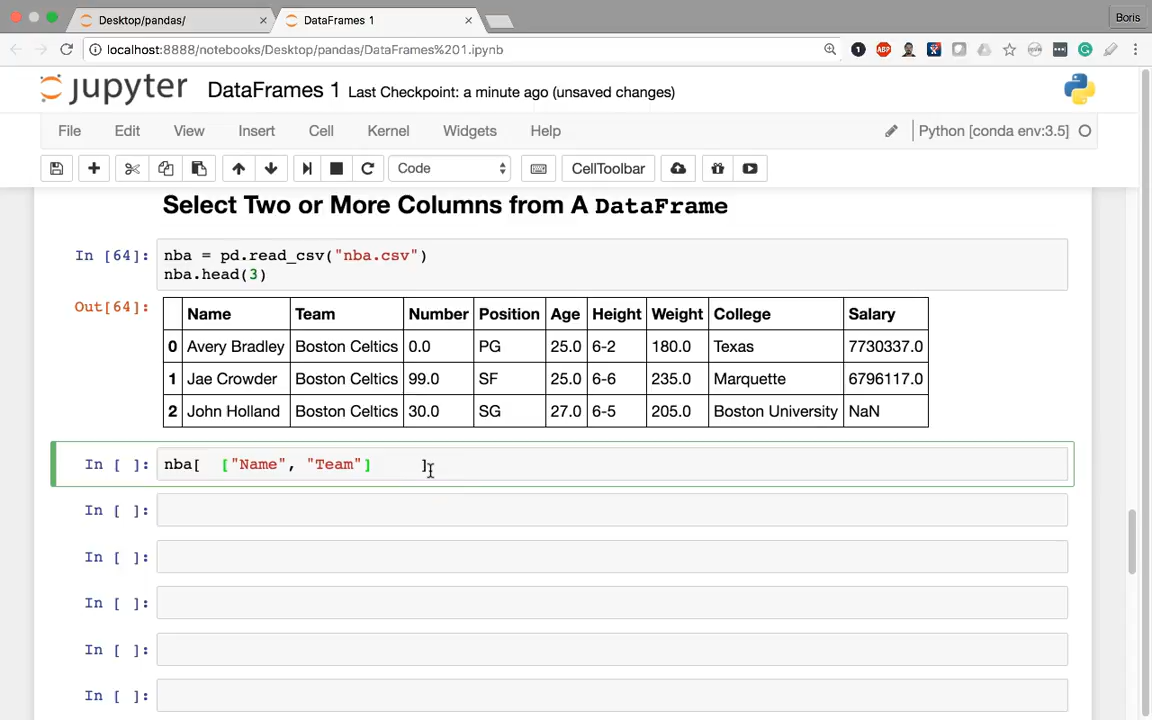 Desktop/pandas/
DataFrames 1
Boris
localhost:8888/notebooks/Desktop/pandas/DataFrames%201.ipynb
1 ABP
jupyter DataFrames 1 Last Checkpoint: a minute ago (unsaved changes)
File Edit View Insert Cell Kernel Widgets Help Python [conda env:3.5]
Code CellToolbar
Select Two or More Columns from A DataFrame
In [64]: nba = pd.read_csv("nba.csv")
nba.head(3)
Out[64]:
Name Team Number Position Age Height Weight College Salary
0 Avery Bradley Boston Celtics 0.0 PG 25.0 6-2 180.0 Texas 7730337.0
1 Jae Crowder Boston Celtics 99.0 SF 25.0 6-6 235.0 Marquette 6796117.0
2 John Holland Boston Celtics 30.0 SG 27.0 6-5 205.0 Boston University NaN
In [ ]: nba[  ["Name", "Team"]     ]
In [ ]:
In [ ]:
In [ ]:
In [ ]:
In [ ]: